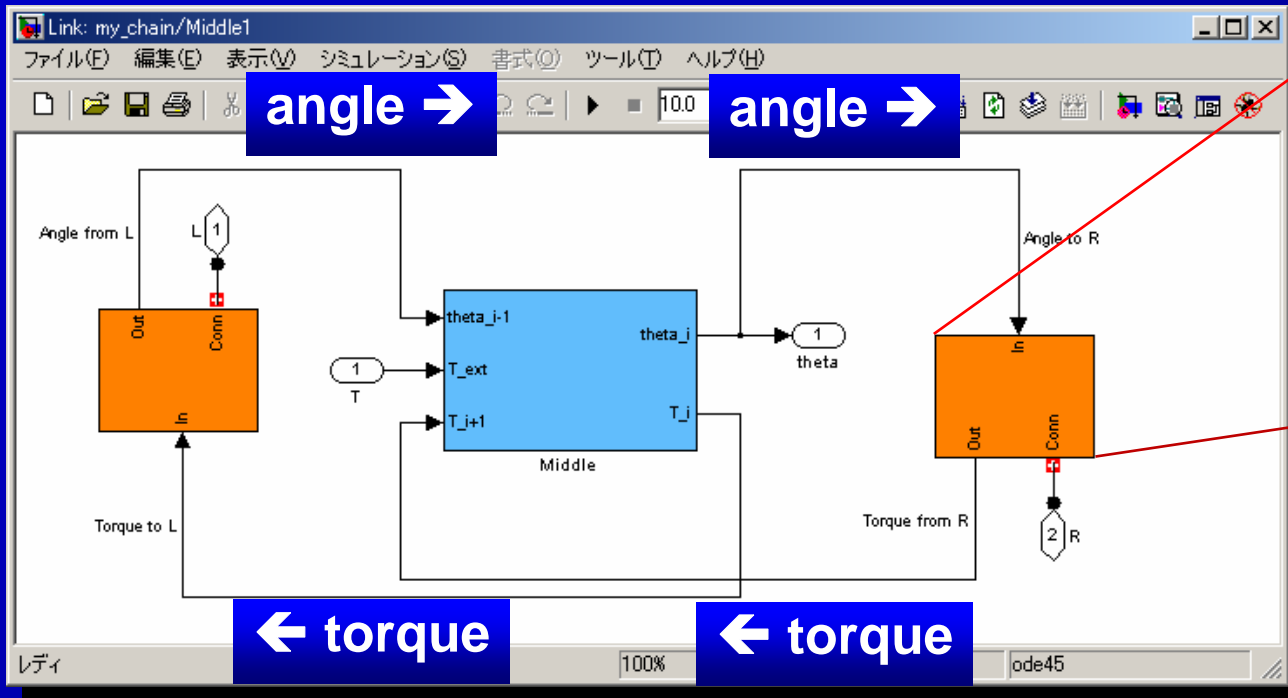 Link: my_chain/Middle1
ファイル(F) 編集(E) 表示(V) シミュレーション(S) 書式(O) ツール(T) ヘルプ(H)
10.0
angle →
angle →
Angle from L
L
1
Out
Conn
In
theta_i-1
T_ext
T_i+1
theta_i
T_i
Middle
1
T
1
theta
Angle to R
In
Out
Conn
Torque to L
Torque from R
2
R
← torque
← torque
レディ
100%
ode45